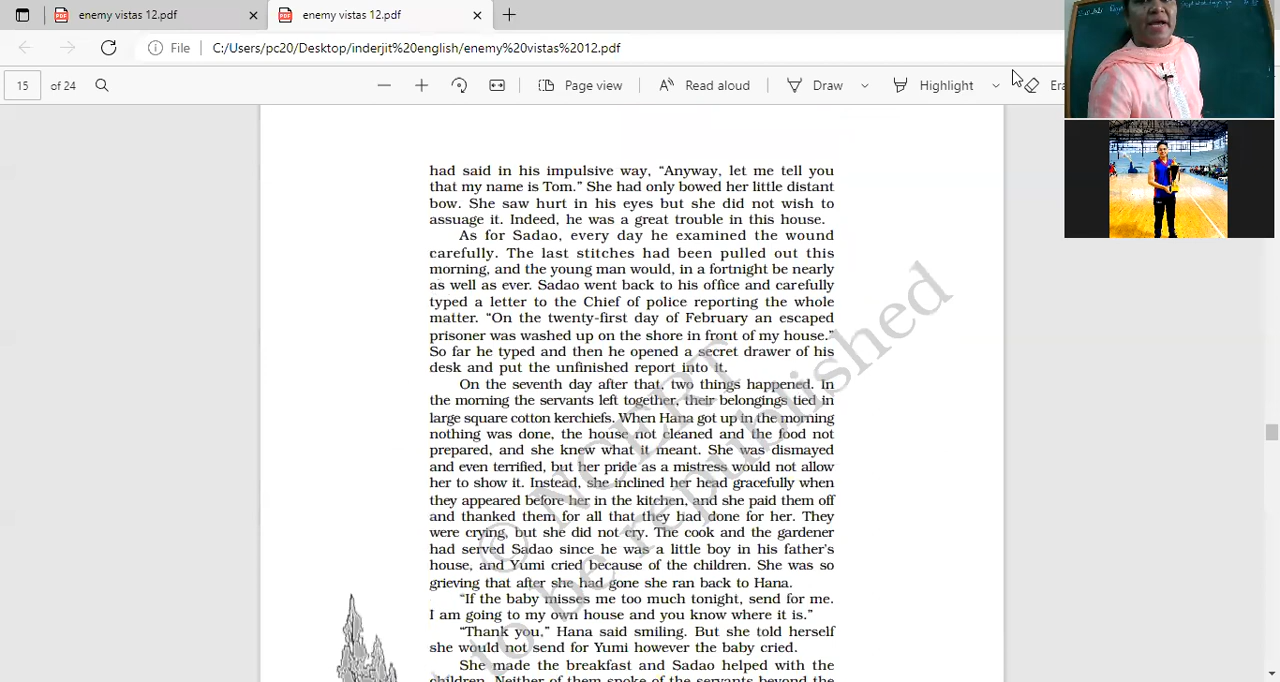 enemy vistas 12.pdf
enemy vistas 12.pdf
File
C:/Users/pc20/Desktop/inderjit%20english/enemy%20vistas%2012.pdf
15 of 24
Page view
Read aloud
Draw
Highlight
had said in his impulsive way, “Anyway, let me tell you
that my name is Tom.” She had only bowed her little distant
bow. She saw hurt in his eyes but she did not wish to
assuage it. Indeed, he was a great trouble in this house.
As for Sadao, every day he examined the wound
carefully. The last stitches had been pulled out this
morning, and the young man would, in a fortnight be nearly
as well as ever. Sadao went back to his office and carefully
typed a letter to the Chief of police reporting the whole
matter. “On the twenty-first day of February an escaped
prisoner was washed up on the shore in front of my house.”
So far he typed and then he opened a secret drawer of his
desk and put the unfinished report into it.
On the seventh day after that, two things happened. In
the morning the servants left together, their belongings tied in
large square cotton kerchiefs. When Hana got up in the morning
nothing was done, the house not cleaned and the food not
prepared, and she knew what it meant. She was dismayed
and even terrified, but her pride as a mistress would not allow
her to show it. Instead, she inclined her head gracefully when
they appeared before her in the kitchen, and she paid them off
and thanked them for all that they had done for her. They
were crying, but she did not cry. The cook and the gardener
had served Sadao since he was a little boy in his father’s
house, and Yumi cried because of the children. She was so
grieving that after she had gone she ran back to Hana.
“If the baby misses me too much tonight, send for me.
I am going to my own house and you know where it is.”
“Thank you,” Hana said smiling. But she told herself
she would not send for Yumi however the baby cried.
She made the breakfast and Sadao helped with the
children. Neither of them spoke of the servants beyond the
© NCERT
to be republished